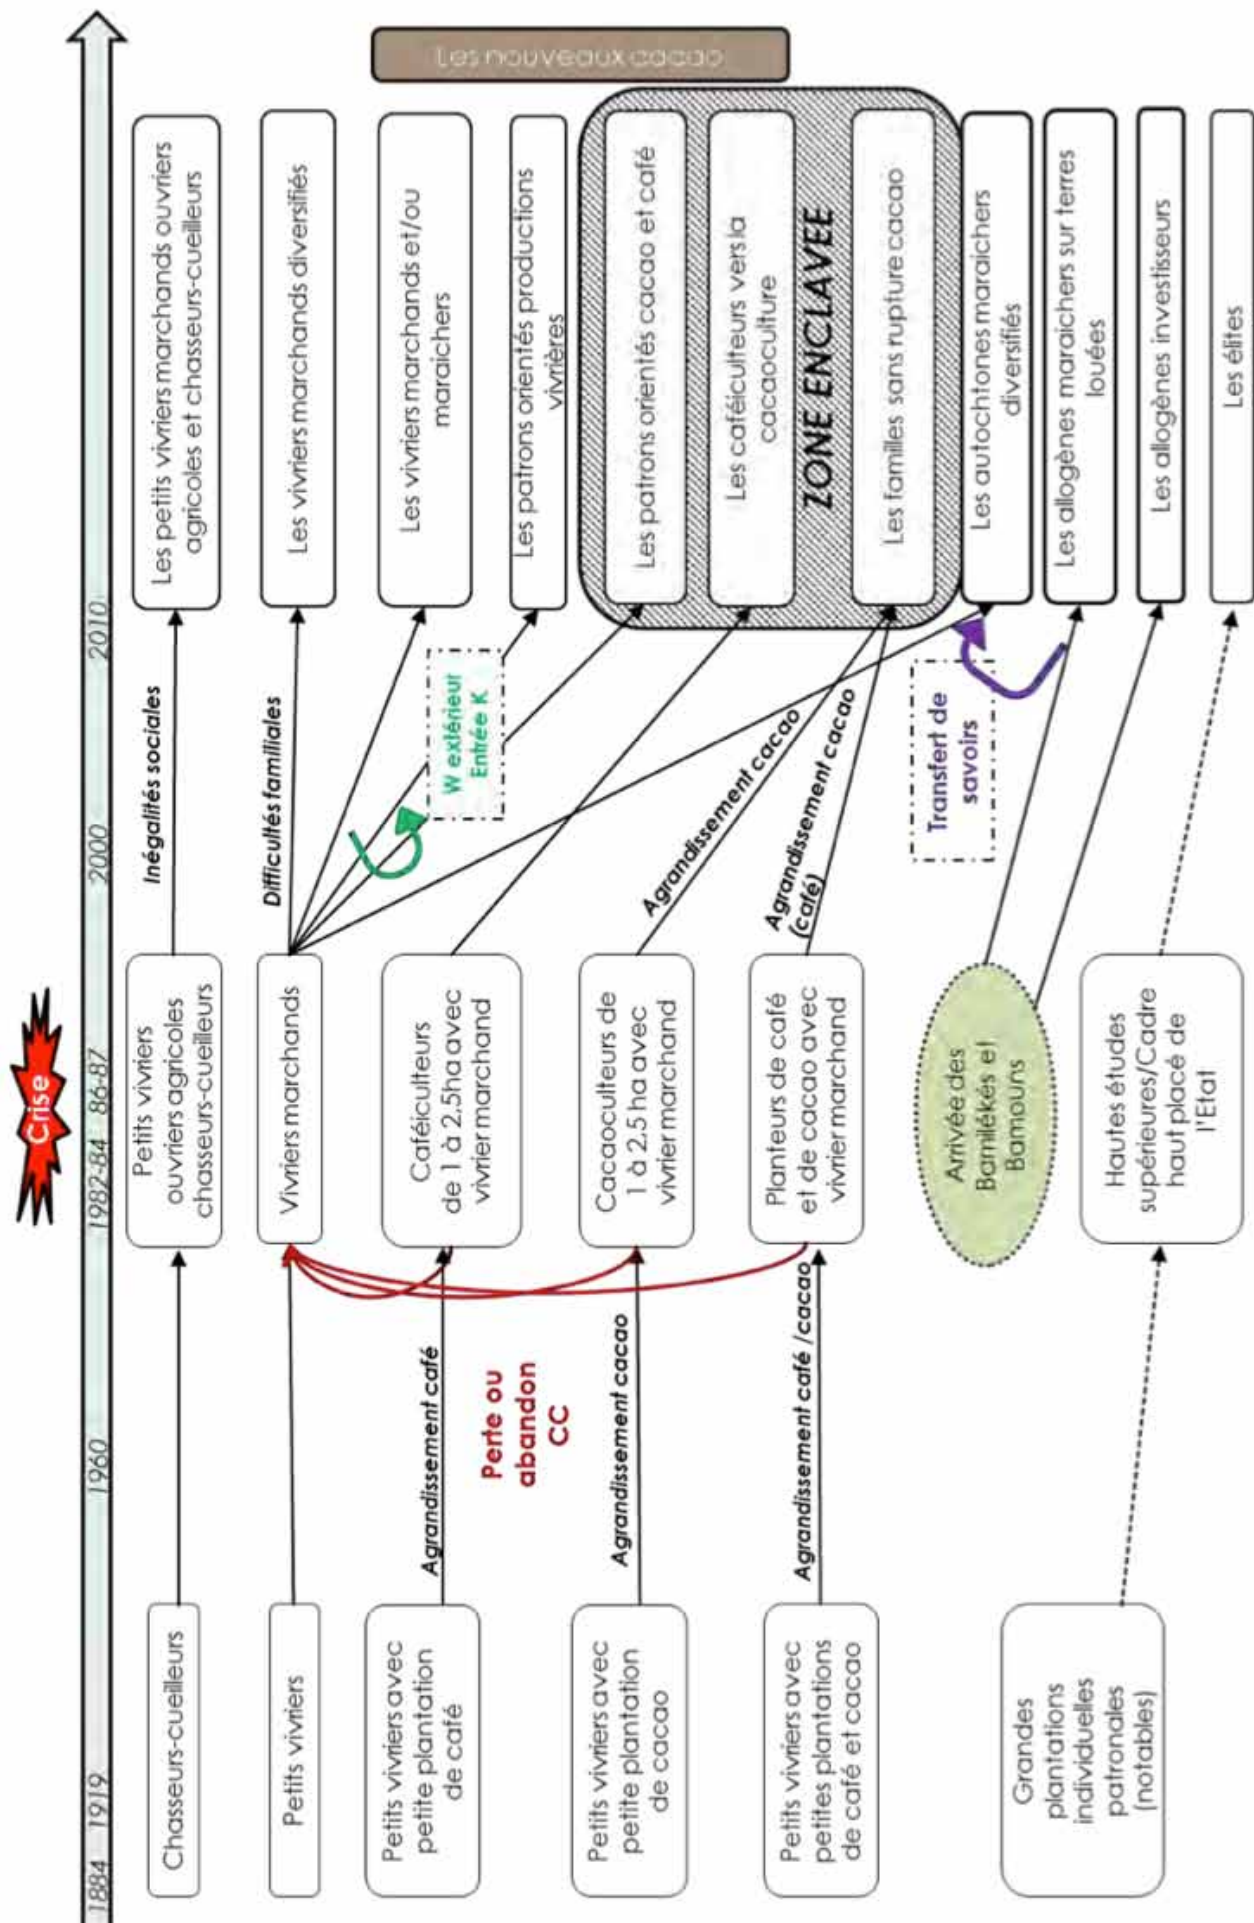 Crise
1884
1919
1960
1982-84
86-87
2000
2010
Chasseurs-cueilleurs
Petits vivriers
Petits vivriers avec
petite plantation
de café
Petits vivriers avec
petite plantation
de cacao
Petits vivriers avec
petites plantations
de café et cacao
Grandes
plantations
individuelles
patronales
(notables)
Agrandissement café
Perte ou
abandon
CC
Agrandissement cacao
Agrandissement café /cacao
Petits vivriers
ouvriers agricoles
chasseurs-cueilleurs
Vivriers marchands
Caféiculteurs
de 1 à 2,5ha avec
vivrier marchand
Cacaoculteurs de
1 à 2,5 ha avec
vivrier marchand
Planteurs de café
et de cacao avec
vivrier marchand
Arrivée des
Bamilékés et
Bamouns
Hautes études
supérieures/Cadre
haut placé de
l'Etat
Inégalités sociales
Difficultés familiales
W extérieur
Entrée K
Agrandissement cacao
Agrandissement cacao
(café)
Transfert de
savoirs
Les petits vivriers marchands ouvriers
agricoles et chasseurs-cueilleurs
Les vivriers marchands diversifiés
Les vivriers marchands et/ou
maraichers
Les patrons orientés productions
vivrières
Les patrons orientés cacao et café
Les caféiculteurs vers la
cacaoculture
ZONE ENCLAVEE
Les familles sans rupture cacao
Les autochtones maraichers
diversifiés
Les allogènes maraichers sur terres
louées
Les allogènes investisseurs
Les élites
Les nouveaux cacao